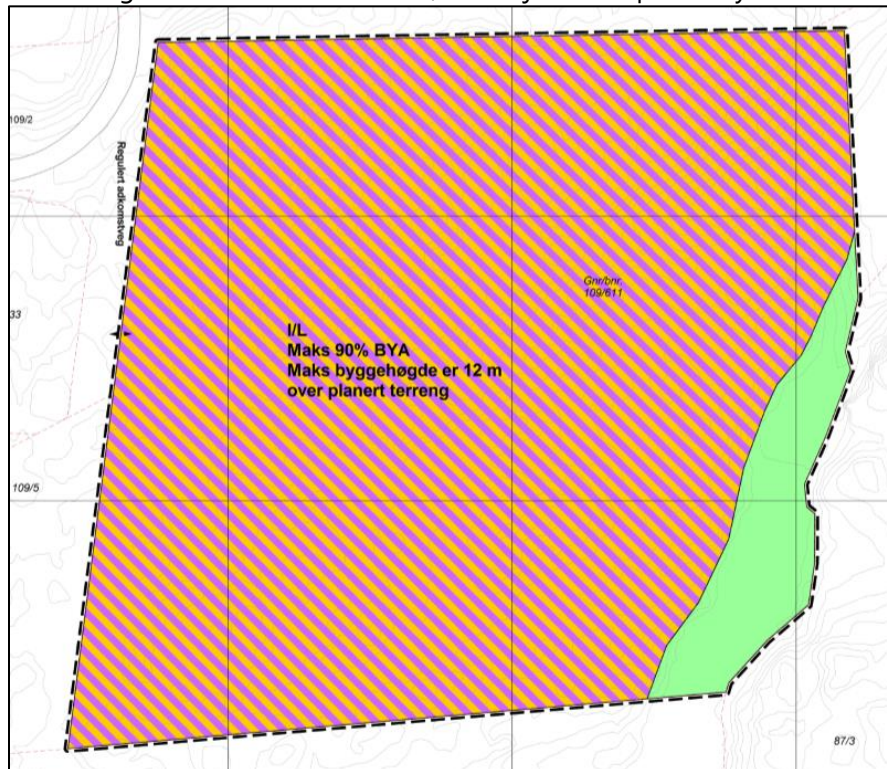 109/2
Regulert adkomstveg
Gnr/bnr.
109/611
33
I/L
Maks 90% BYA
Maks byggehøgde er 12 m
over planert terreng
109/5
87/3